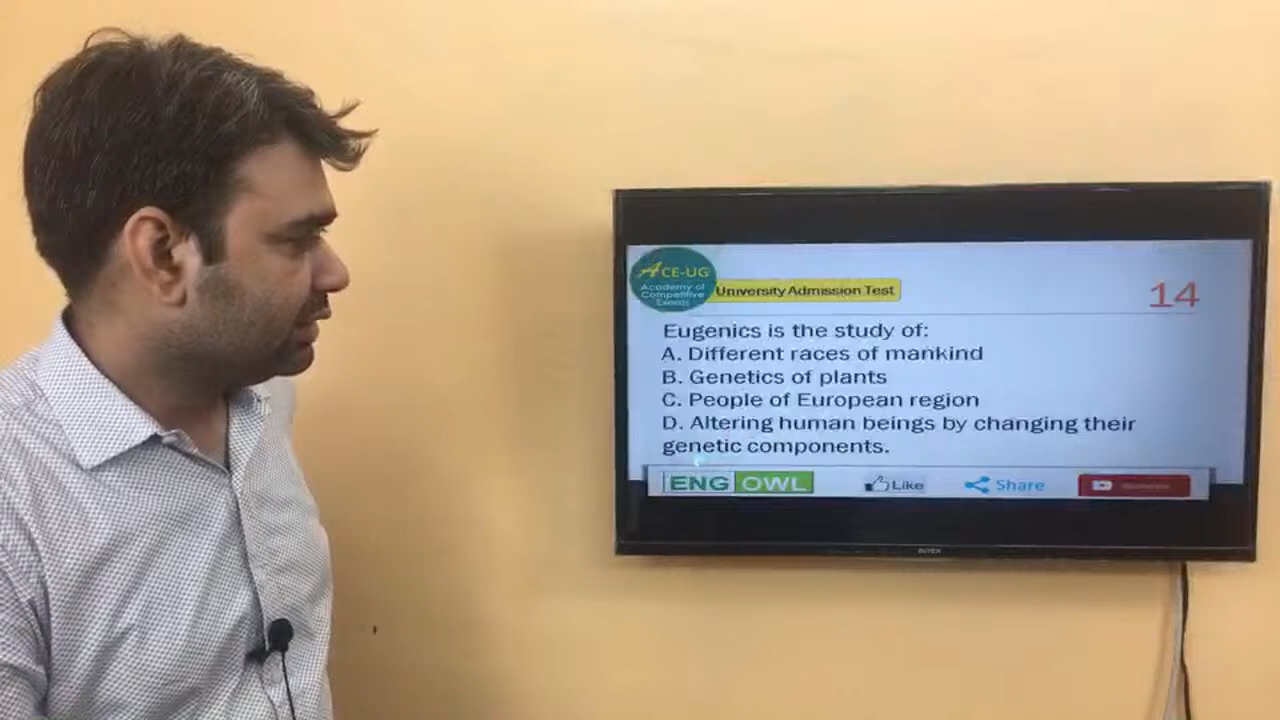 ACE-UG
Academy of
Competitive
Exams
University Admission Test
14
Eugenics is the study of:
A. Different races of mankind
B. Genetics of plants
C. People of European region
D. Altering human beings by changing their
genetic components.
ENG OWL
Like
Share
INTEX